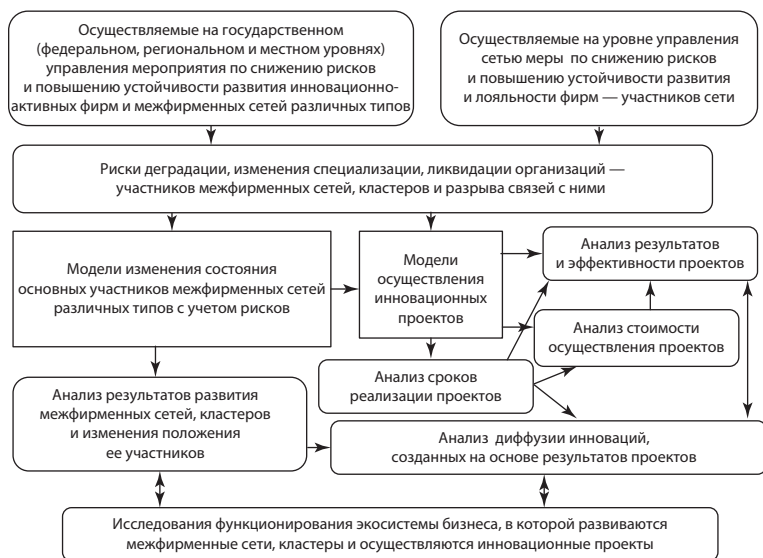 Осуществляемые на государственном
(федеральном, региональном и местном уровнях)
управления мероприятия по снижению рисков
и повышению устойчивости развития инновационно-
активных фирм и межфирменных сетей различных типов
Осуществляемые на уровне управления
сетью меры по снижению рисков
и повышению устойчивости развития
и лояльности фирм — участников сети
Риски деградации, изменения специализации, ликвидации организаций —
участников межфирменных сетей, кластеров и разрыва связей с ними
Модели изменения состояния
основных участников межфирменных сетей
различных типов с учетом рисков
Модели
осуществления
инновационных
проектов
Анализ результатов
и эффективности проектов
Анализ стоимости
осуществления проектов
Анализ сроков
реализации проектов
Анализ результатов развития
межфирменных сетей, кластеров
и изменения положения
ее участников
Анализ диффузии инноваций,
созданных на основе результатов проектов
Исследования функционирования экосистемы бизнеса, в которой развиваются
межфирменные сети, кластеры и осуществляются инновационные проекты